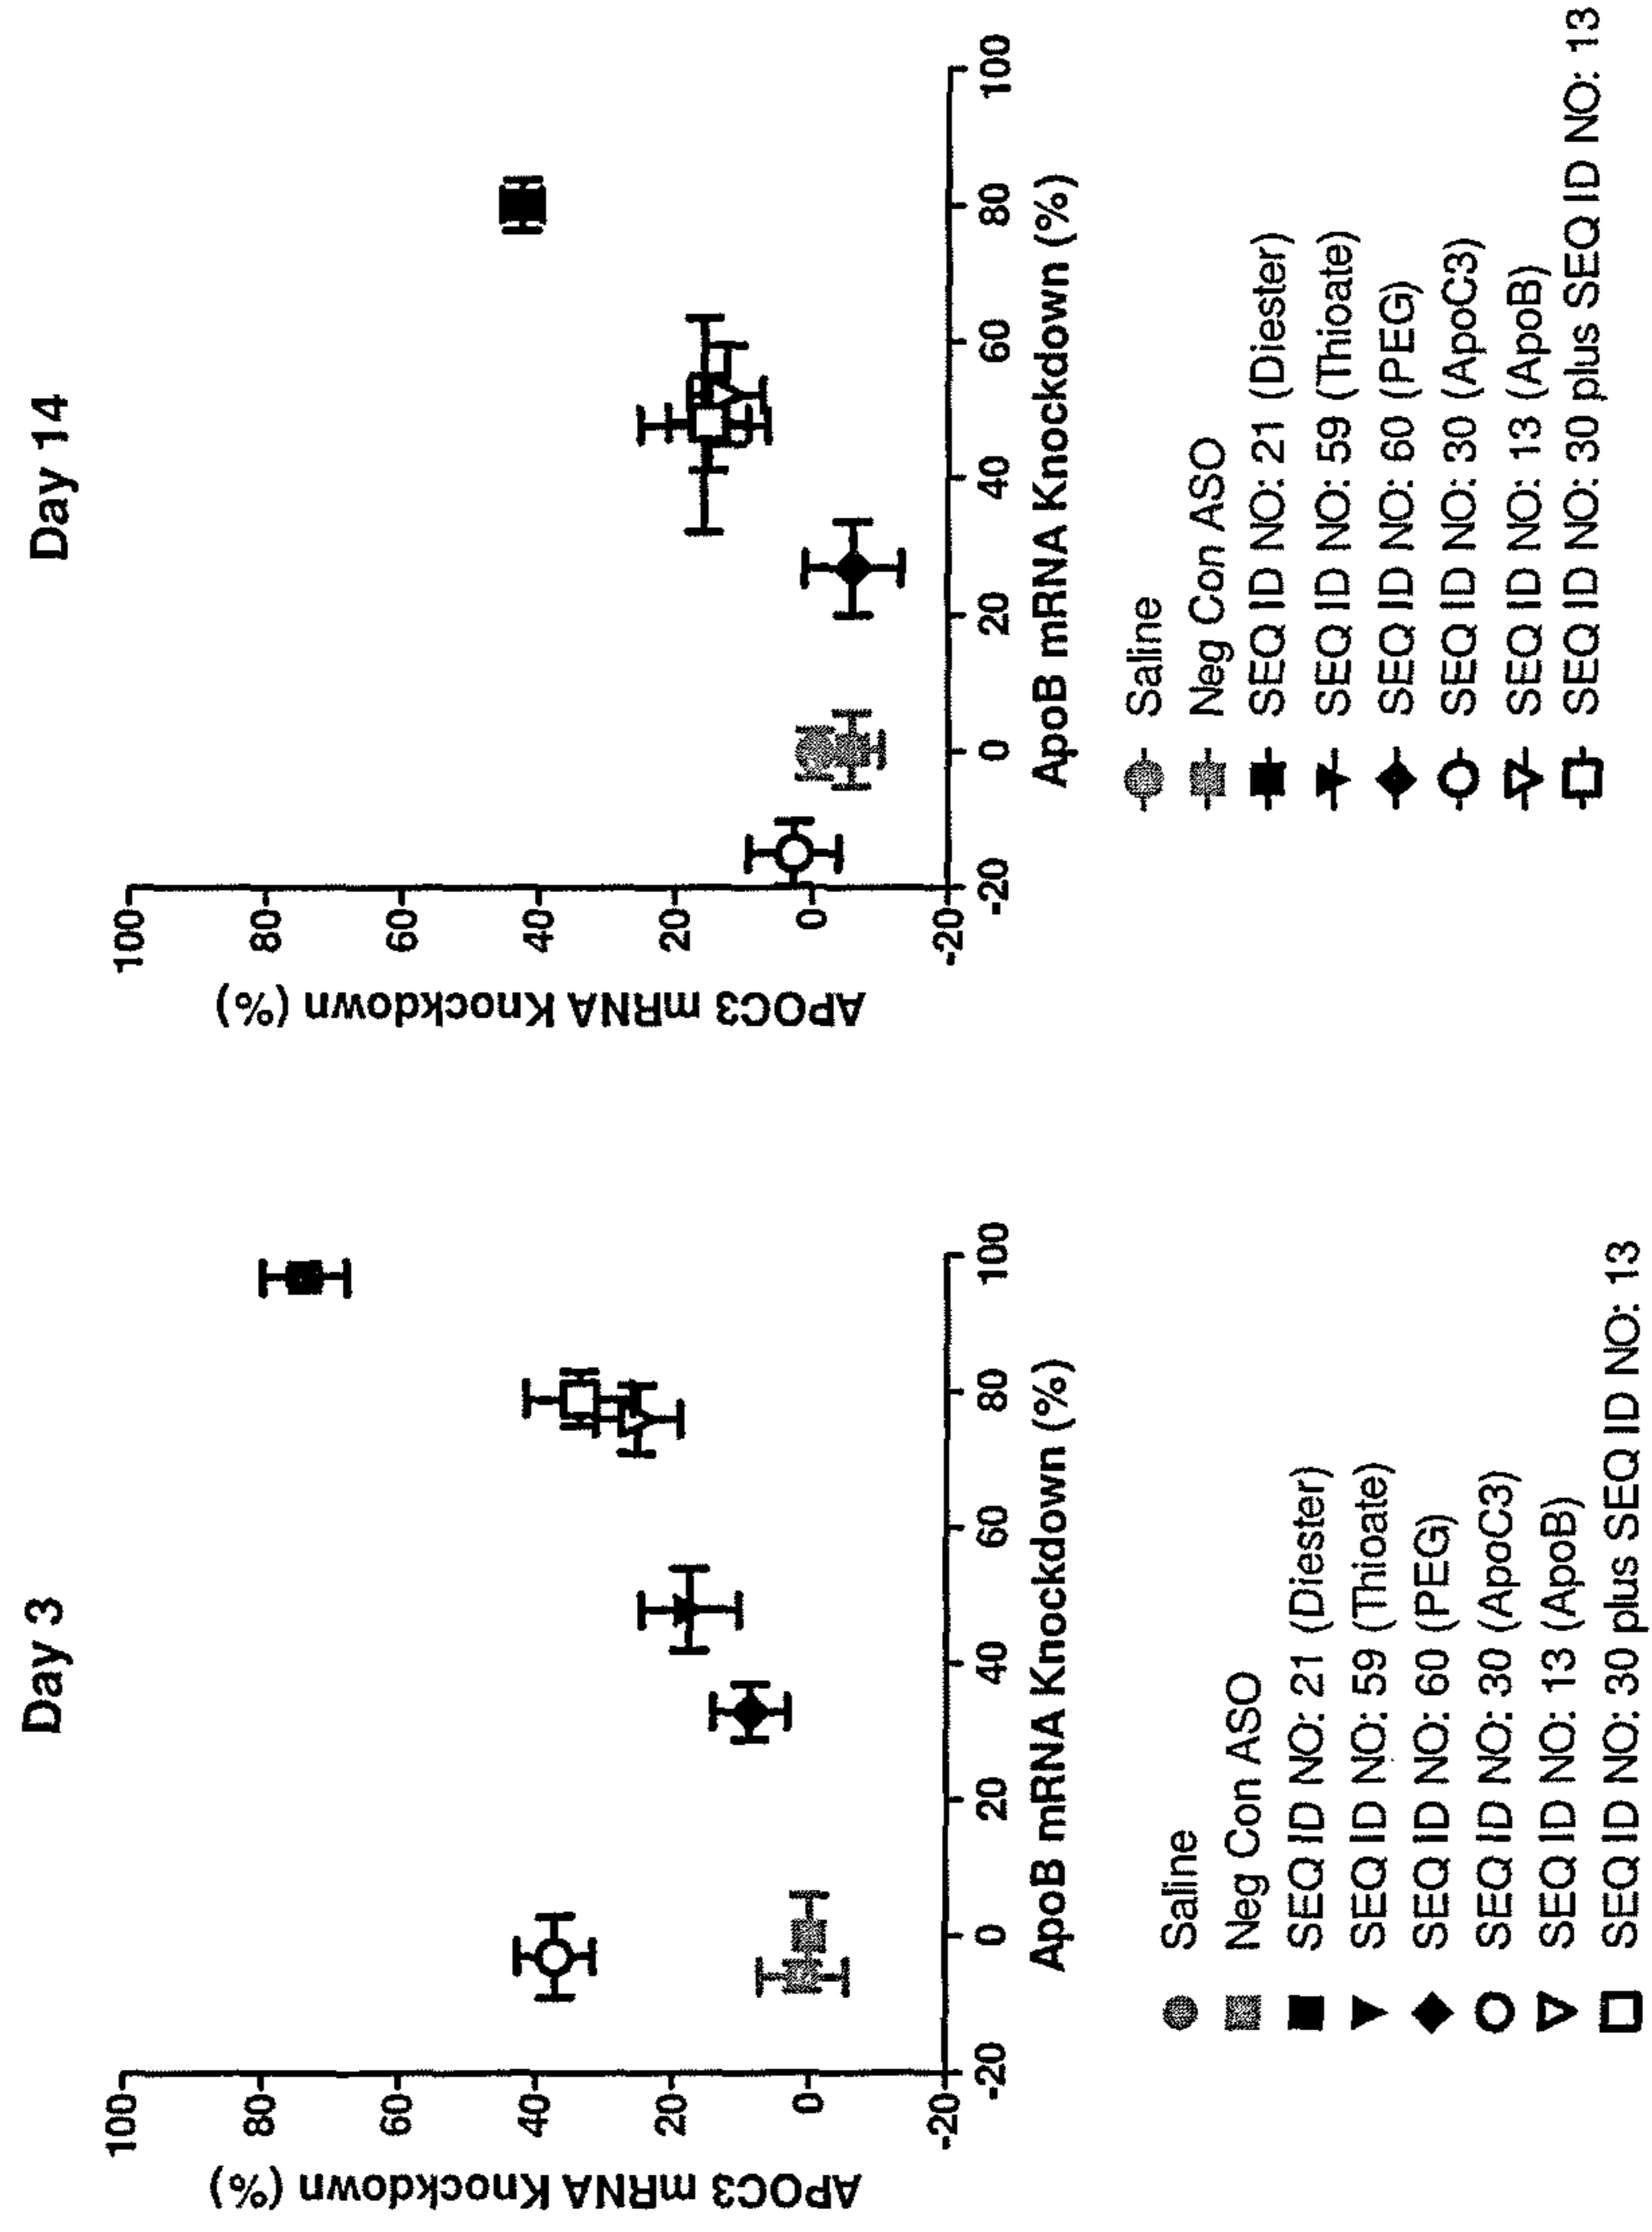 Day 3
APOC3 mRNA Knockdown (%)
100
80
60
40
20
0
-20
-20
0
20
40
60
80
100
ApoB mRNA Knockdown (%)
Saline
Neg Con ASO
SEQ ID NO: 21 (Diester)
SEQ ID NO: 59 (Thioate)
SEQ ID NO: 60 (PEG)
SEQ ID NO: 30 (ApoC3)
SEQ ID NO: 13 (ApoB)
SEQ ID NO: 30 plus SEQ ID NO: 13
Day 14
APOC3 mRNA Knockdown (%)
100
80
60
40
20
0
-20
-20
0
20
40
60
80
100
ApoB mRNA Knockdown (%)
Saline
Neg Con ASO
SEQ ID NO: 21 (Diester)
SEQ ID NO: 59 (Thioate)
SEQ ID NO: 60 (PEG)
SEQ ID NO: 30 (ApoC3)
SEQ ID NO: 13 (ApoB)
SEQ ID NO: 30 plus SEQ ID NO: 13